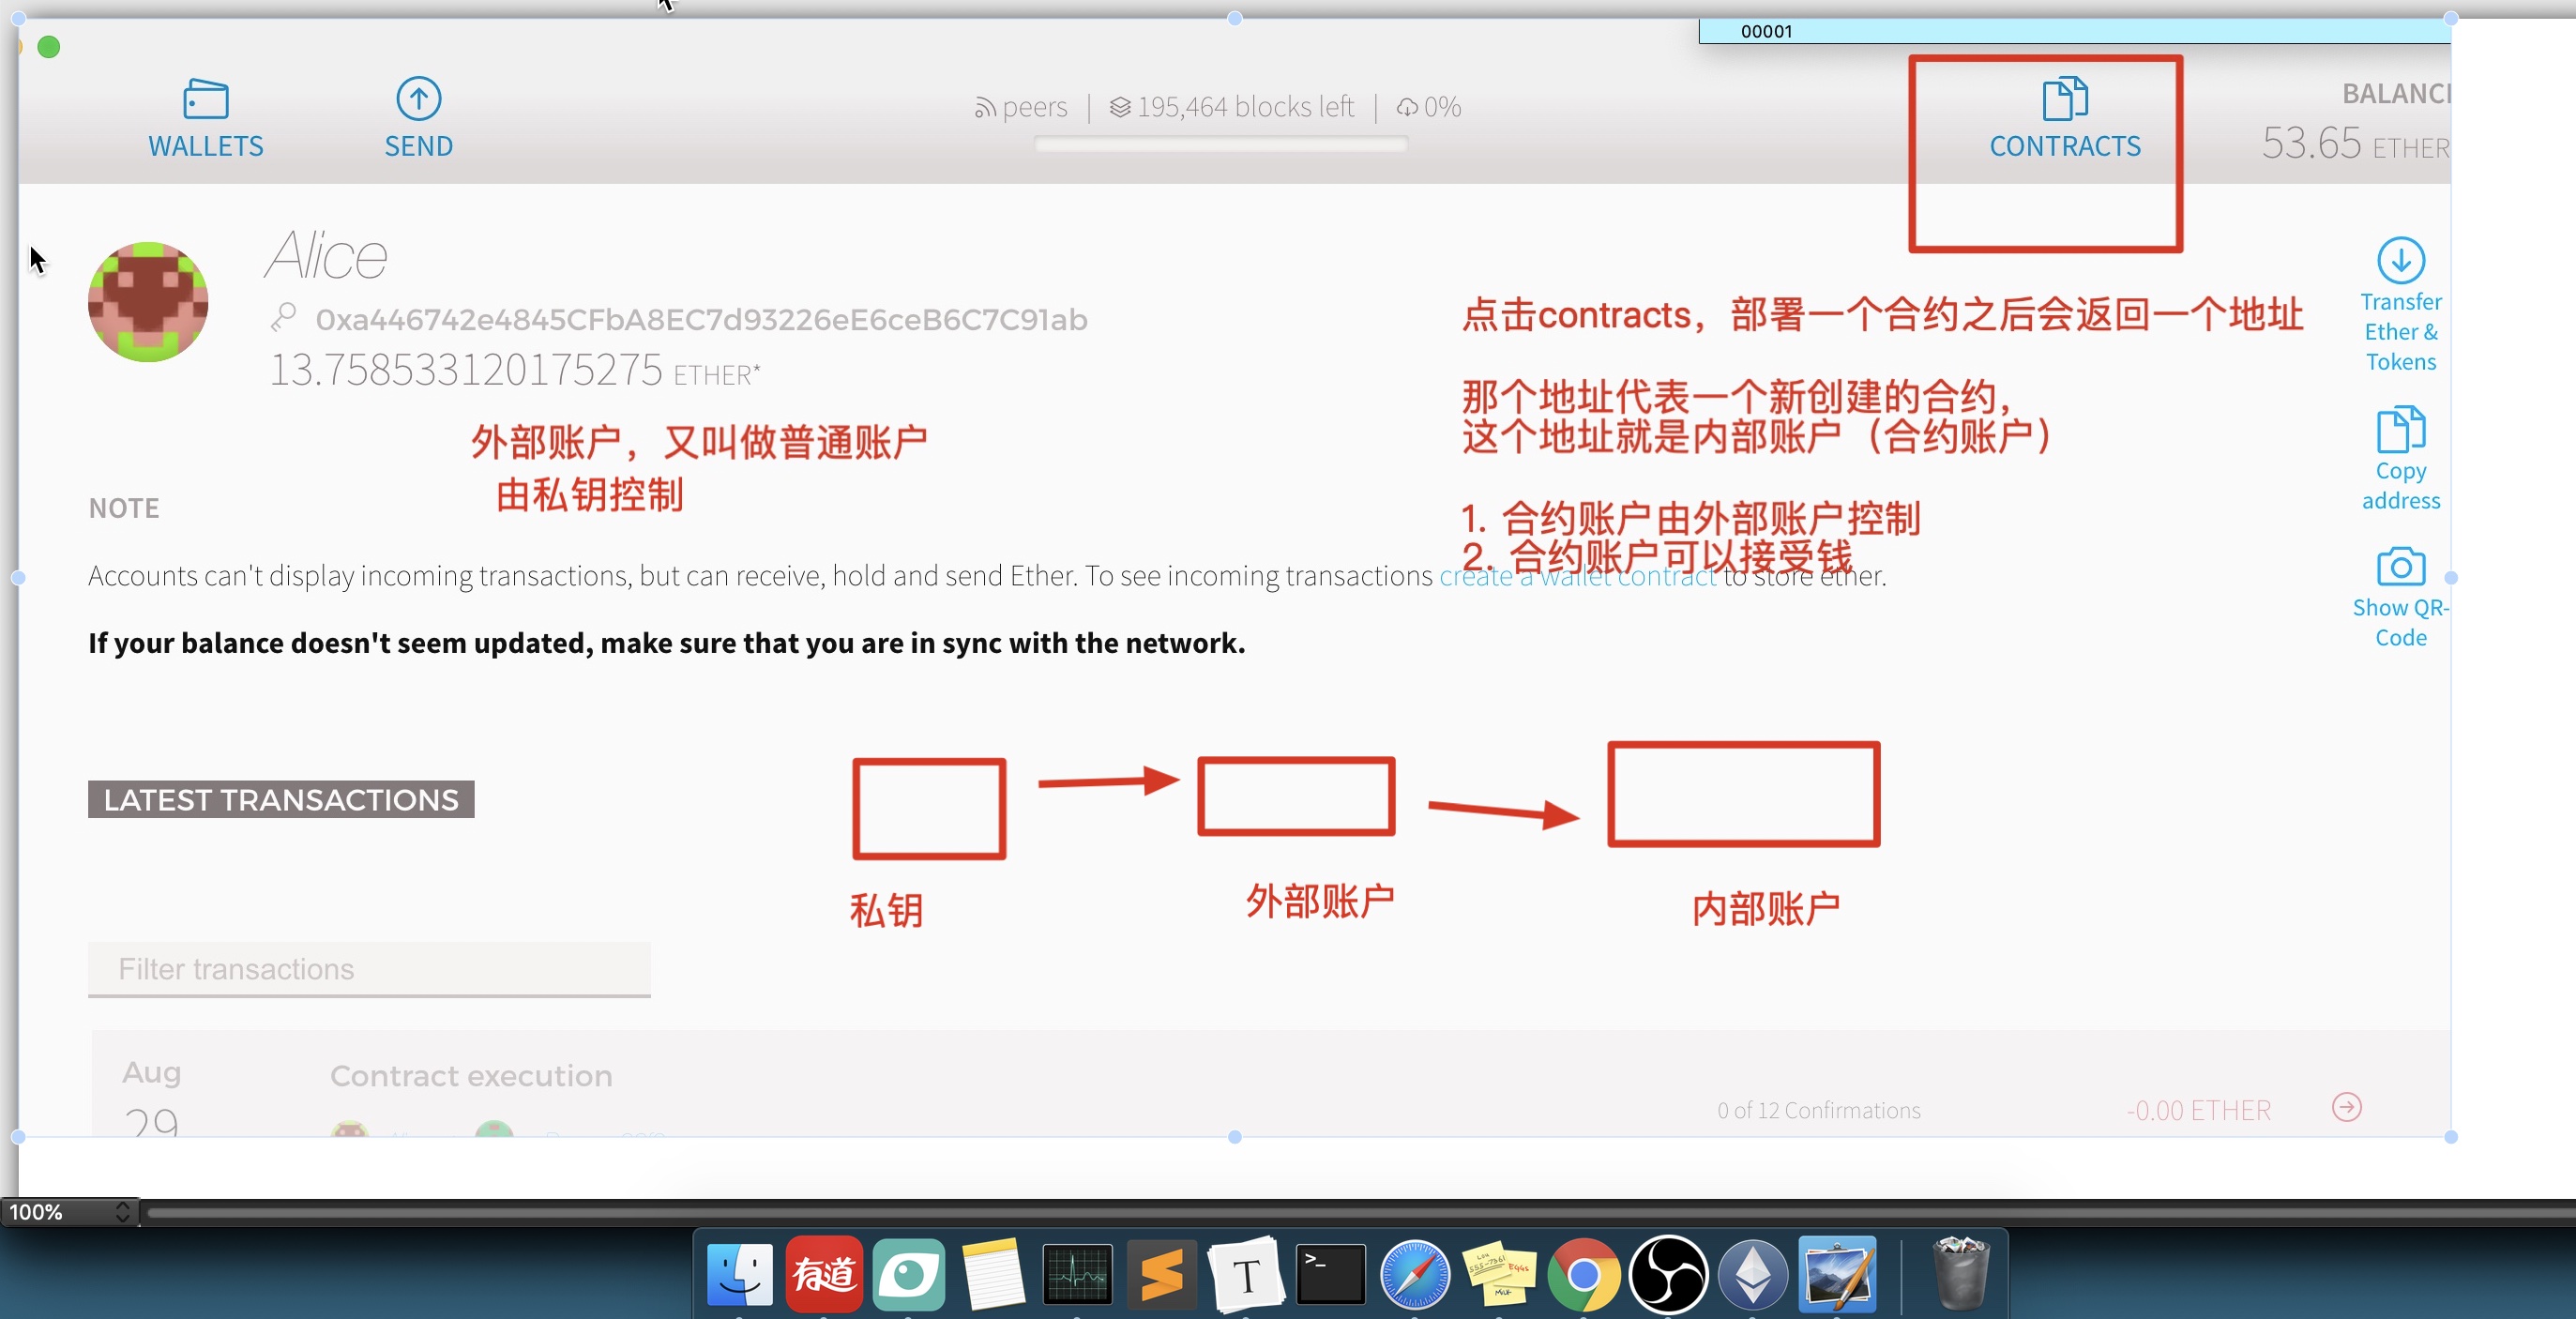 00001
WALLETS
SEND
peers | 195,464 blocks left | 0%
CONTRACTS
53.65 ETHER
Alice
0xa446742e4845CFbA8EC7d93226eE6ceB6C7C91ab
13.758533120175275 ETHER*
Transfer
Ether &
Tokens
Copy
address
Show QR-
Code
点击contracts，部署一个合约之后会返回一个地址
那个地址代表一个新创建的合约，
这个地址就是内部账户（合约账户）
1. 合约账户由外部账户控制
2. 合约账户可以接受钱
外部账户，又叫做普通账户
由私钥控制
NOTE
Accounts can't display incoming transactions, but can receive, hold and send Ether. To see incoming transactions create a wallet contract to store ether.
If your balance doesn't seem updated, make sure that you are in sync with the network.
LATEST TRANSACTIONS
私钥
外部账户
内部账户
Filter transactions
Aug
29
Contract execution
0 of 12 Confirmations
-0.00 ETHER
100%
有道
T
>_